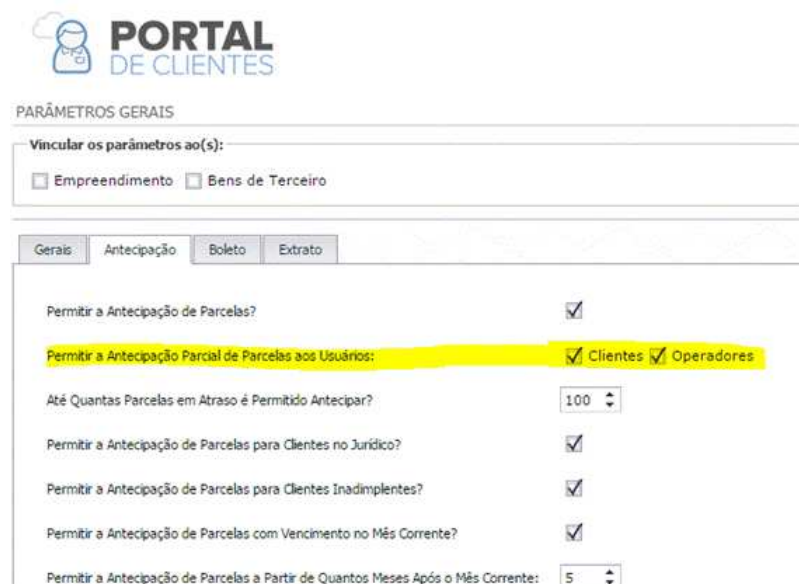 PORTAL
DE CLIENTES
PARÂMETROS GERAIS
Vincular os parâmetros ao(s):
Empreendimento Bens de Terceiro
Gerais Antecipação Boleto Extrato
Permitir a Antecipação de Parcelas?
Permitir a Antecipação Parcial de Parcelas aos Usuários: Clientes Operadores
Até Quantas Parcelas em Atraso é Permitido Antecipar? 100
Permitir a Antecipação de Parcelas para Clientes no Jurídico?
Permitir a Antecipação de Parcelas para Clientes Inadimplentes?
Permitir a Antecipação de Parcelas com Vencimento no Mês Corrente?
Permitir a Antecipação de Parcelas a Partir de Quantos Meses Após o Mês Corrente: 5